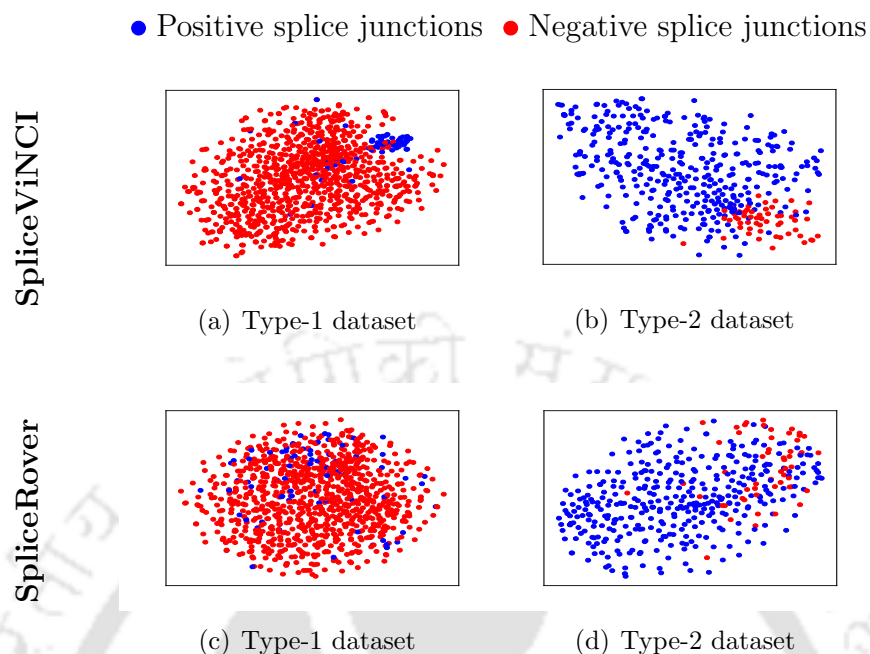 Positive splice junctions Negative splice junctions
SpliceViNCI
(a) Type-1 dataset (b) Type-2 dataset
SpliceRover
(c) Type-1 dataset (d) Type-2 dataset